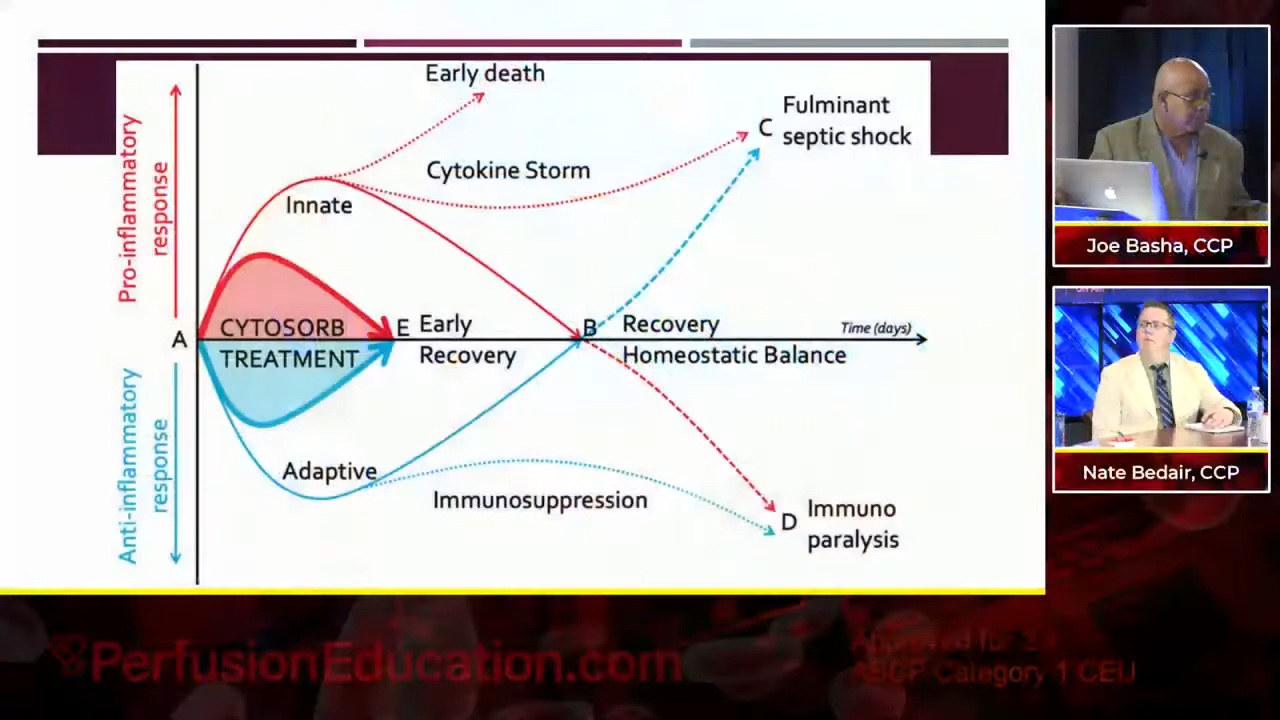 Early death
Fulminant
C
septic shock
Cytokine Storm
Pro-inflammatory
response
Innate
CYTOSORB
E
Early
B
Recovery
Time (days)
A
TREATMENT
Recovery
Homeostatic Balance
Anti-inflammatory
response
Adaptive
Immunosuppression
D
Immuno
paralysis
Joe Basha, CCP
Nate Bedair, CCP
PerfusionEducation.com
Approved for
ABCP Category 1 CEU